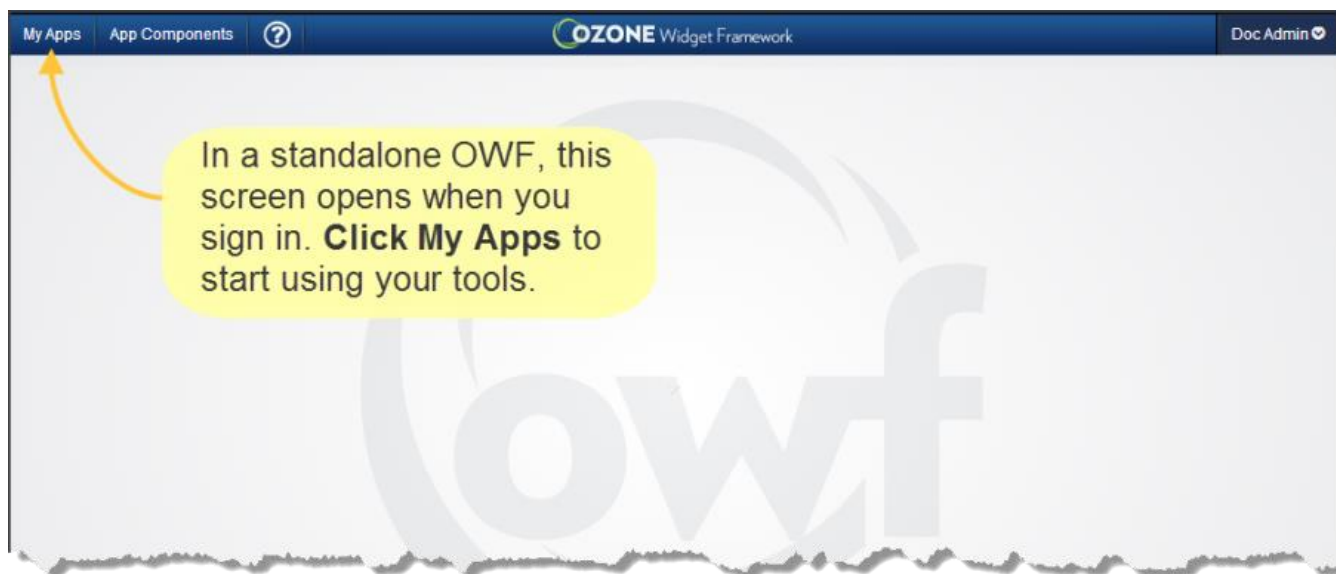 My Apps App Components ? OZONE Widget Framework Doc Admin
In a standalone OWF, this
screen opens when you
sign in. Click My Apps to
start using your tools.
owf